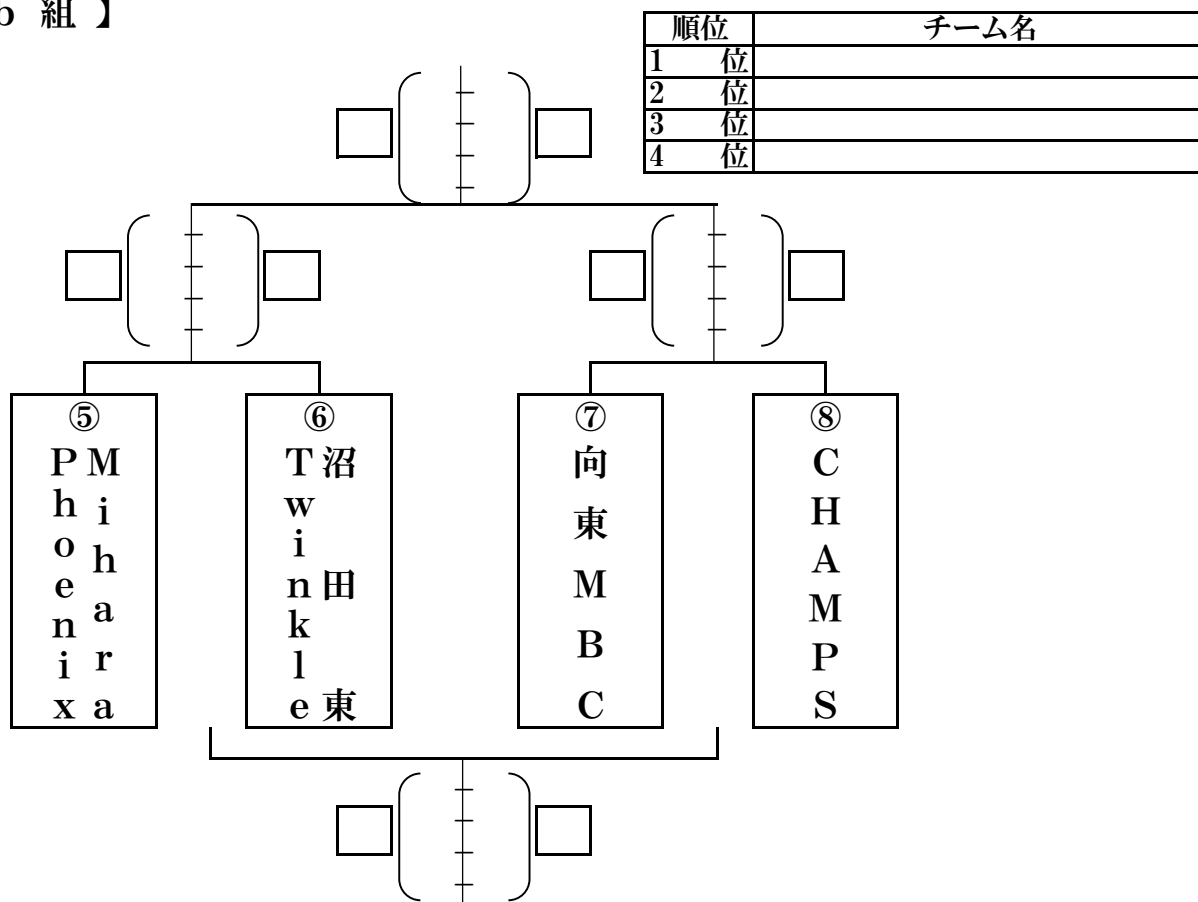 b 組 】
順位 チーム名
1 位
2 位
3 位
4 位
⑤
Mihara
Phoenix
⑥
沼田東
Twinkle
⑦
向東MBC
⑧
CHAMPS